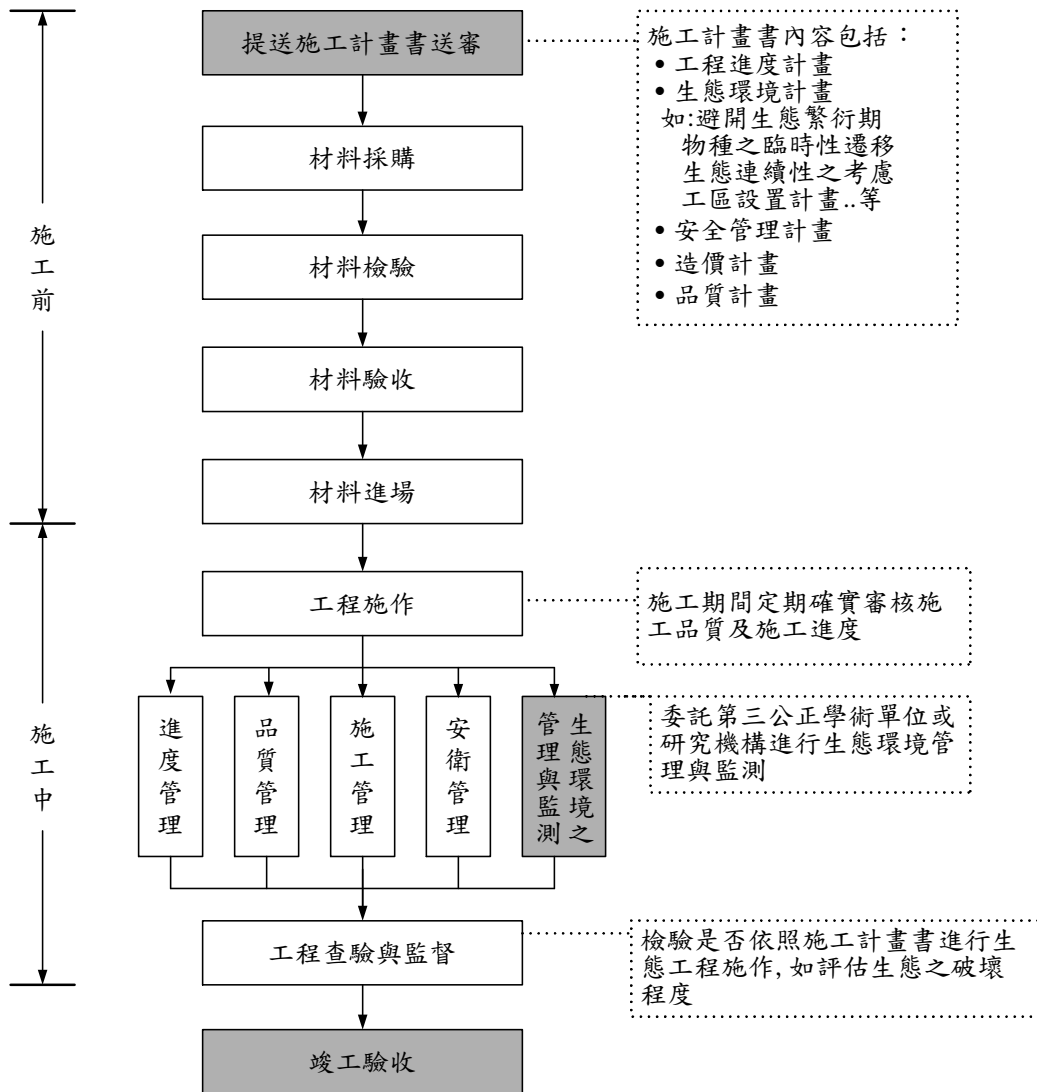 提送施工計畫書送審
施工計畫書內容包括：
• 工程進度計畫
• 生態環境計畫
如:避開生態繁衍期
物種之臨時性遷移
生態連續性之考慮
工區設置計畫..等
• 安全管理計畫
• 造價計畫
• 品質計畫
材料採購
施工前
材料檢驗
材料驗收
材料進場
工程施作
施工期間定期確實審核施
工品質及施工進度
施工中
進度管理
品質管理
施工管理
安衛管理
生態環境之
管理與監測
委託第三公正學術單位或
研究機構進行生態環境管
理與監測
工程查驗與監督
檢驗是否依照施工計畫書進行生
態工程施作,如評估生態之破壞
程度
竣工驗收